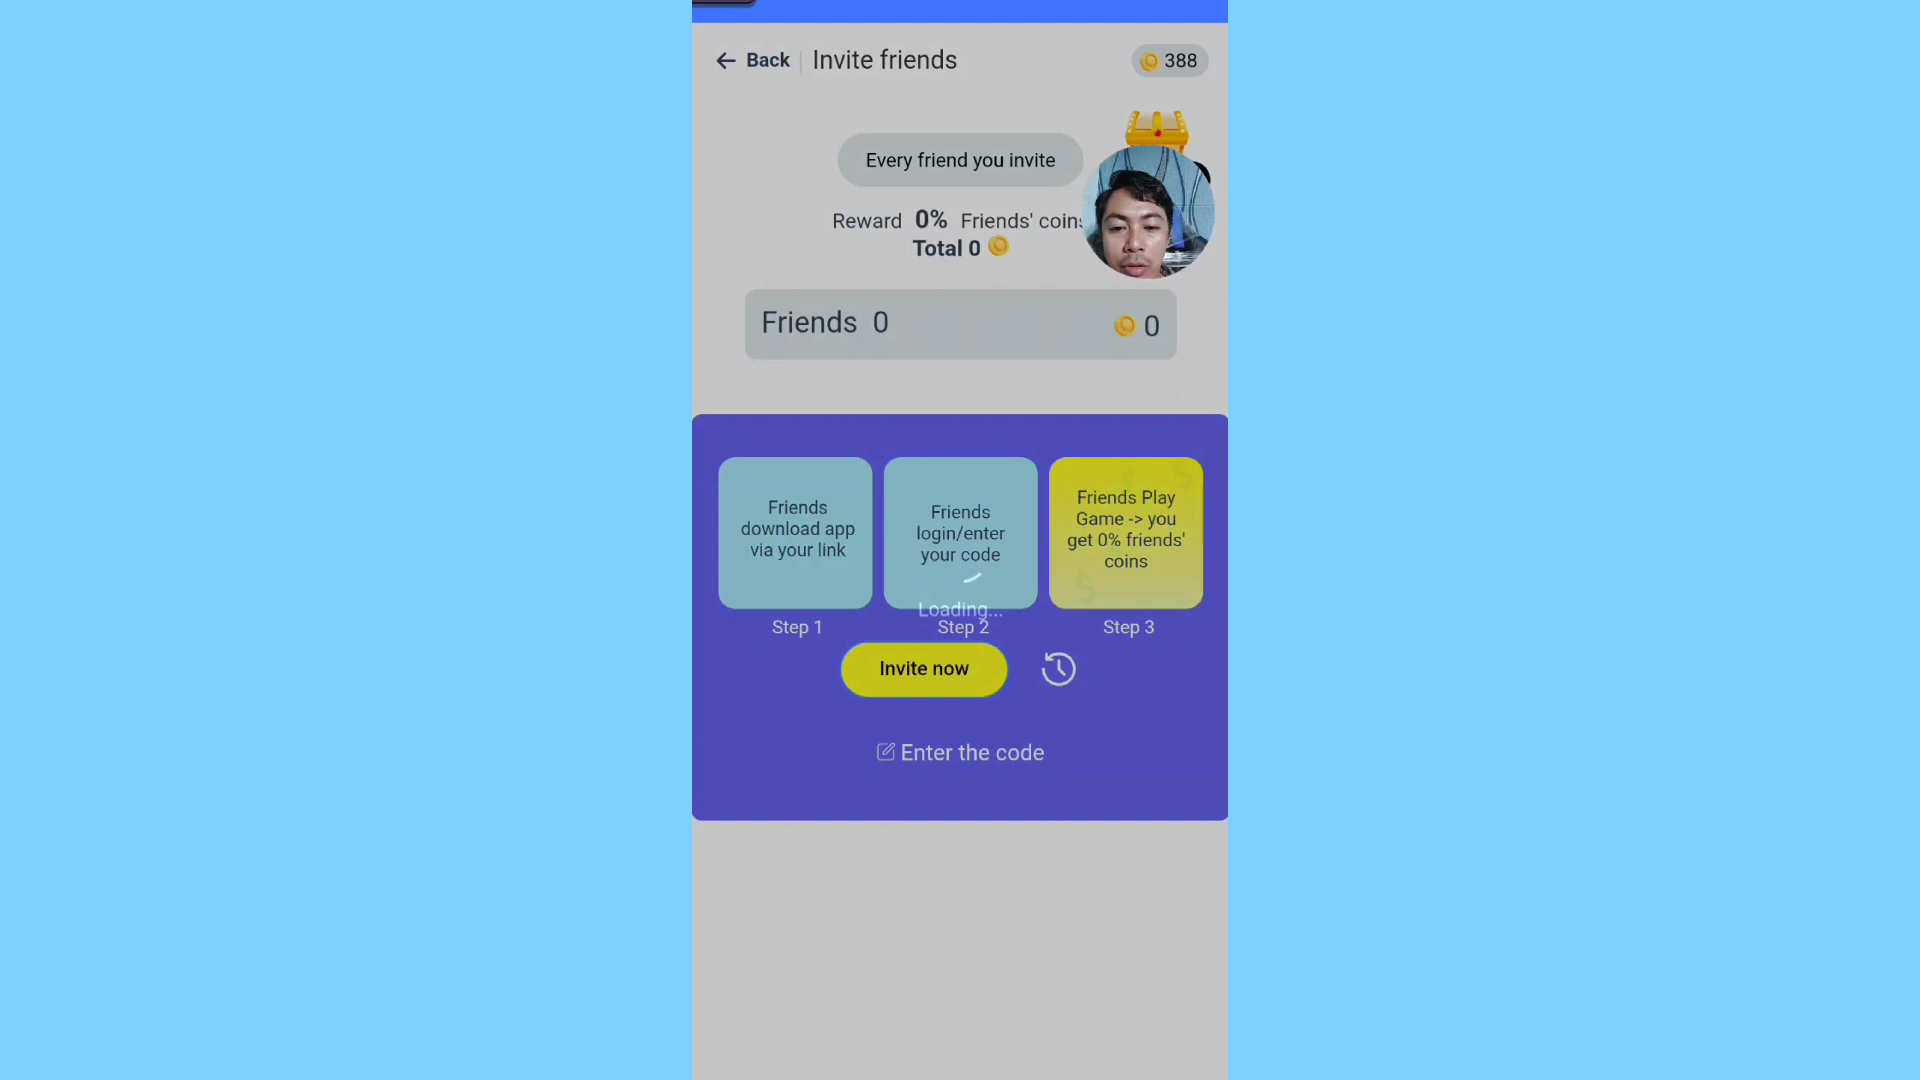 Back
Invite friends
388
Every friend you invite
Reward 0% Friends' coins
Total 0
Friends 0
0
Friends
download app
via your link
Friends
login/enter
your code
Friends Play
Game -> you
get 0% friends'
coins
Loading...
Step 1
Step 2
Step 3
Invite now
Enter the code